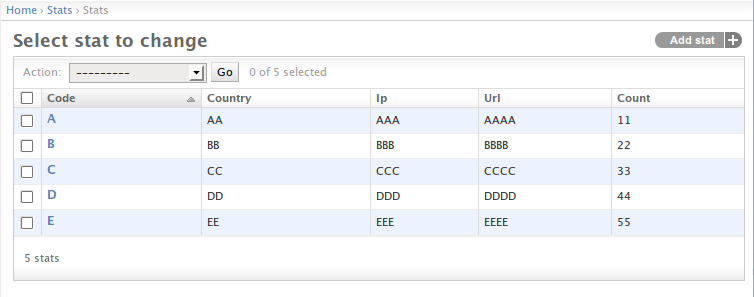 Home › Stats › Stats
Select stat to change
Add stat +
Action: --------- Go 0 of 5 selected
Code Country Ip Url Count
A AA AAA AAAA 11
B BB BBB BBBB 22
C CC CCC CCCC 33
D DD DDD DDDD 44
E EE EEE EEEE 55
5 stats